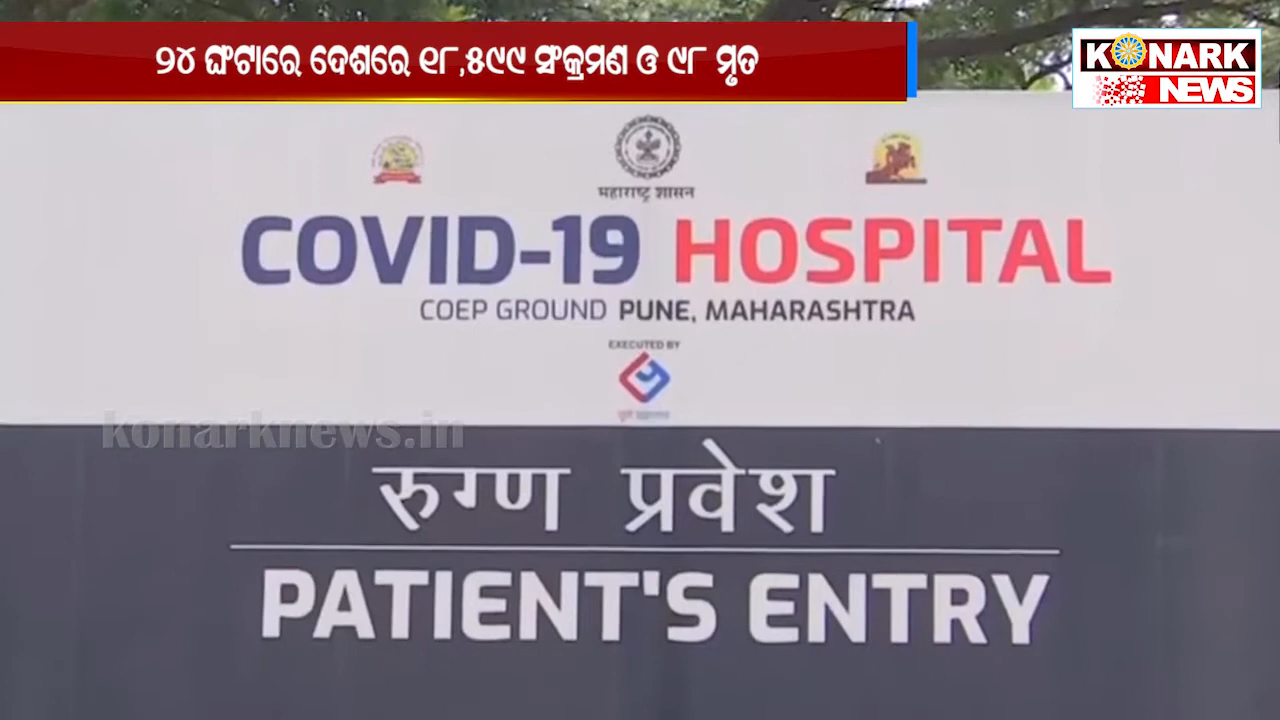 ୨୪ ଘଂଟାରେ ଦେଶରେ ୧୮,୫୯୯ ସଂକ୍ରମଣ ଓ ୯୮ ମୃତ
KONARK
NEWS
महाराष्ट्र शासन
COVID-19 HOSPITAL
COEP GROUND PUNE, MAHARASHTRA
EXECUTED BY
konarknews.in
रुग्ण प्रवेश
PATIENT'S ENTRY